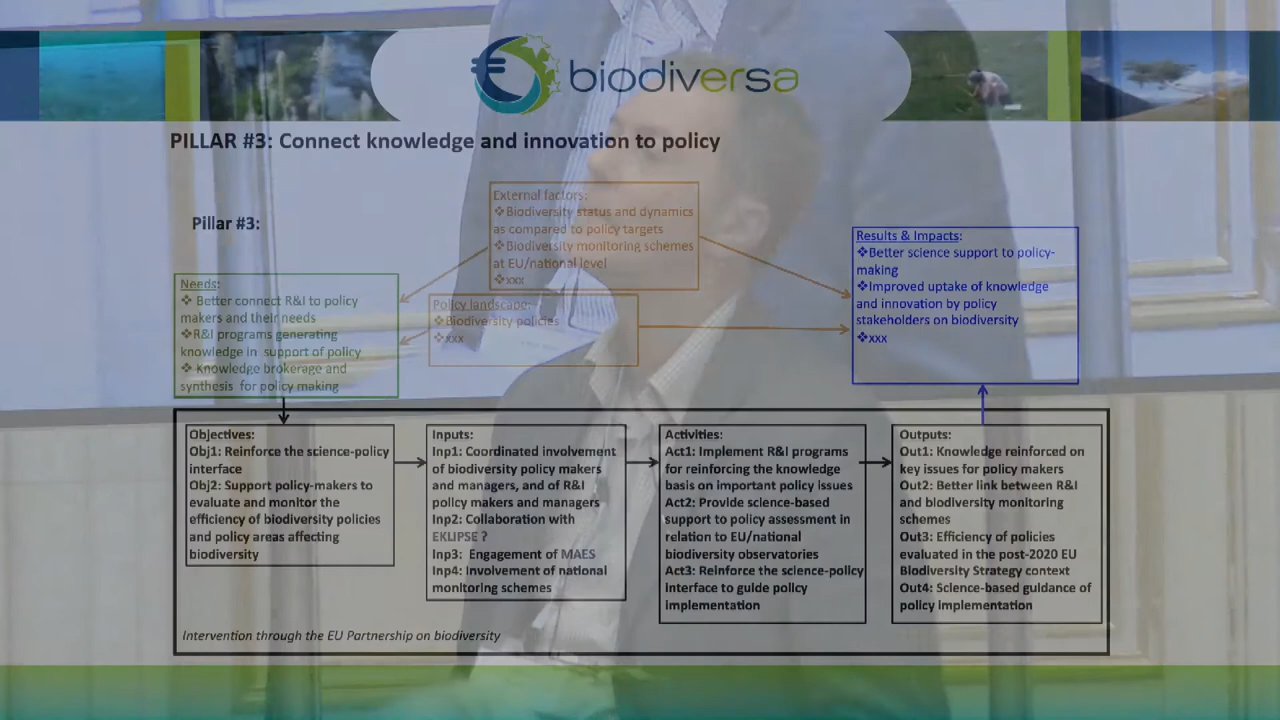 biodiversa
PILLAR #3: Connect knowledge and innovation to policy
Pillar #3:
External factors:
❖Biodiversity status and dynamics
as compared to policy targets
❖Biodiversity monitoring schemes
at EU/national level
❖xxx
Policy landscape:
❖Biodiversity policies
❖xxx
Needs:
❖ Better connect R&I to policy
makers and their needs
❖R&I programs generating
knowledge in support of policy
❖ Knowledge brokerage and
synthesis for policy making
Results & Impacts:
❖Better science support to policy-
making
❖Improved uptake of knowledge
and innovation by policy
stakeholders on biodiversity
❖xxx
Objectives:
Obj1: Reinforce the science-policy
interface
Obj2: Support policy-makers to
evaluate and monitor the
efficiency of biodiversity policies
and policy areas affecting
biodiversity
Inputs:
Inp1: Coordinated involvement
of biodiversity policy makers
and managers, and of R&I
policy makers and managers
Inp2: Collaboration with
EKLIPSE ?
Inp3: Engagement of MAES
Inp4: Involvement of national
monitoring schemes
Activities:
Act1: Implement R&I programs
for reinforcing the knowledge
basis on important policy issues
Act2: Provide science-based
support to policy assessment in
relation to EU/national
biodiversity observatories
Act3: Reinforce the science-policy
interface to guide policy
implementation
Outputs:
Out1: Knowledge reinforced on
key issues for policy makers
Out2: Better link between R&I
and biodiversity monitoring
schemes
Out3: Efficiency of policies
evaluated in the post-2020 EU
Biodiversity Strategy context
Out4: Science-based guidance of
policy implementation
Intervention through the EU Partnership on biodiversity